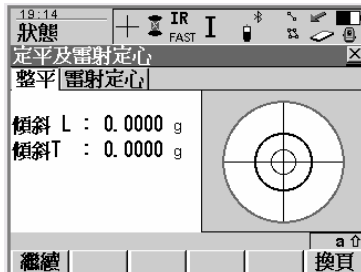 19:14
狀態
IR
FAST
I
定平及雷射定心
整平 雷射定心
傾斜 L : 0.0000 g
傾斜T : 0.0000 g
a
繼續 換頁